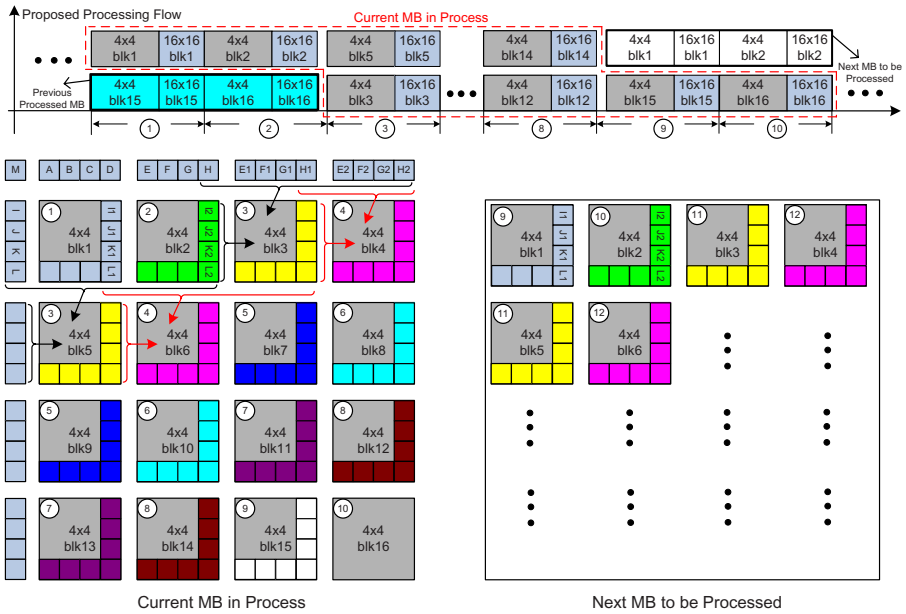 Proposed Processing Flow
Current MB in Process
4x4 16x16 4x4 16x16 4x4 16x16 4x4 16x16 4x4 16x16 4x4 16x16
blk1 blk1 blk2 blk2 blk5 blk5 blk14 blk14 blk1 blk1 blk2 blk2
Next MB to be
Processed
Previous
Processed MB
4x4 16x16 4x4 16x16 4x4 16x16 4x4 16x16 4x4 16x16 4x4 16x16
blk15 blk15 blk16 blk16 blk3 blk3 blk12 blk12 blk15 blk15 blk16 blk16
1 2 3 8 9 10
M A B C D E F G H E1 F1 G1 H1 E2 F2 G2 H2
I J K L
1 4x4 blk1 I1 J1 K1 L1
2 4x4 blk2 I2 J2 K2 L2
3 4x4 blk3
4 4x4 blk4
3 4x4 blk5
4 4x4 blk6
5 4x4 blk7
6 4x4 blk8
5 4x4 blk9
6 4x4 blk10
7 4x4 blk11
8 4x4 blk12
7 4x4 blk13
8 4x4 blk14
9 4x4 blk15
10 4x4 blk16
Current MB in Process
9 4x4 blk1 I1 J1 K1 L1
10 4x4 blk2 I2 J2 K2 L2
11 4x4 blk3
12 4x4 blk4
11 4x4 blk5
12 4x4 blk6
Next MB to be Processed